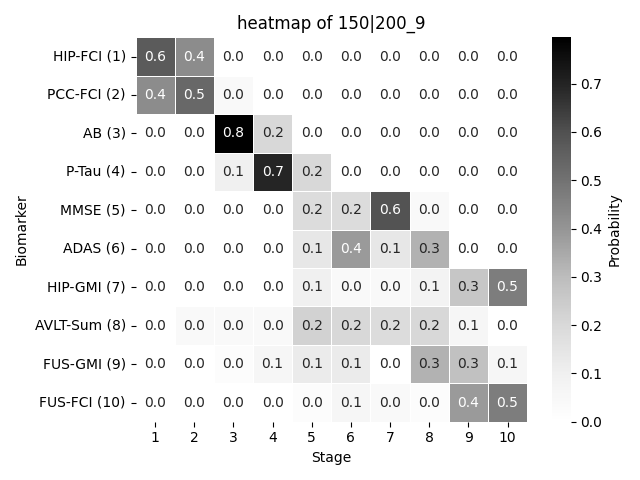 heatmap of 150|200_9
Biomarker
HIP-FCI (1) 0.6 0.4 0.0 0.0 0.0 0.0 0.0 0.0 0.0 0.0
PCC-FCI (2) 0.4 0.5 0.0 0.0 0.0 0.0 0.0 0.0 0.0 0.0
AB (3) 0.0 0.0 0.8 0.2 0.0 0.0 0.0 0.0 0.0 0.0
P-Tau (4) 0.0 0.0 0.1 0.7 0.2 0.0 0.0 0.0 0.0 0.0
MMSE (5) 0.0 0.0 0.0 0.0 0.2 0.2 0.6 0.0 0.0 0.0
ADAS (6) 0.0 0.0 0.0 0.0 0.1 0.4 0.1 0.3 0.0 0.0
HIP-GMI (7) 0.0 0.0 0.0 0.0 0.1 0.0 0.0 0.1 0.3 0.5
AVLT-Sum (8) 0.0 0.0 0.0 0.0 0.2 0.2 0.2 0.2 0.1 0.0
FUS-GMI (9) 0.0 0.0 0.0 0.1 0.1 0.1 0.0 0.3 0.3 0.1
FUS-FCI (10) 0.0 0.0 0.0 0.0 0.0 0.1 0.0 0.0 0.4 0.5
1 2 3 4 5 6 7 8 9 10
Stage
0.7
0.6
0.5
0.4
0.3
0.2
0.1
0.0
Probability